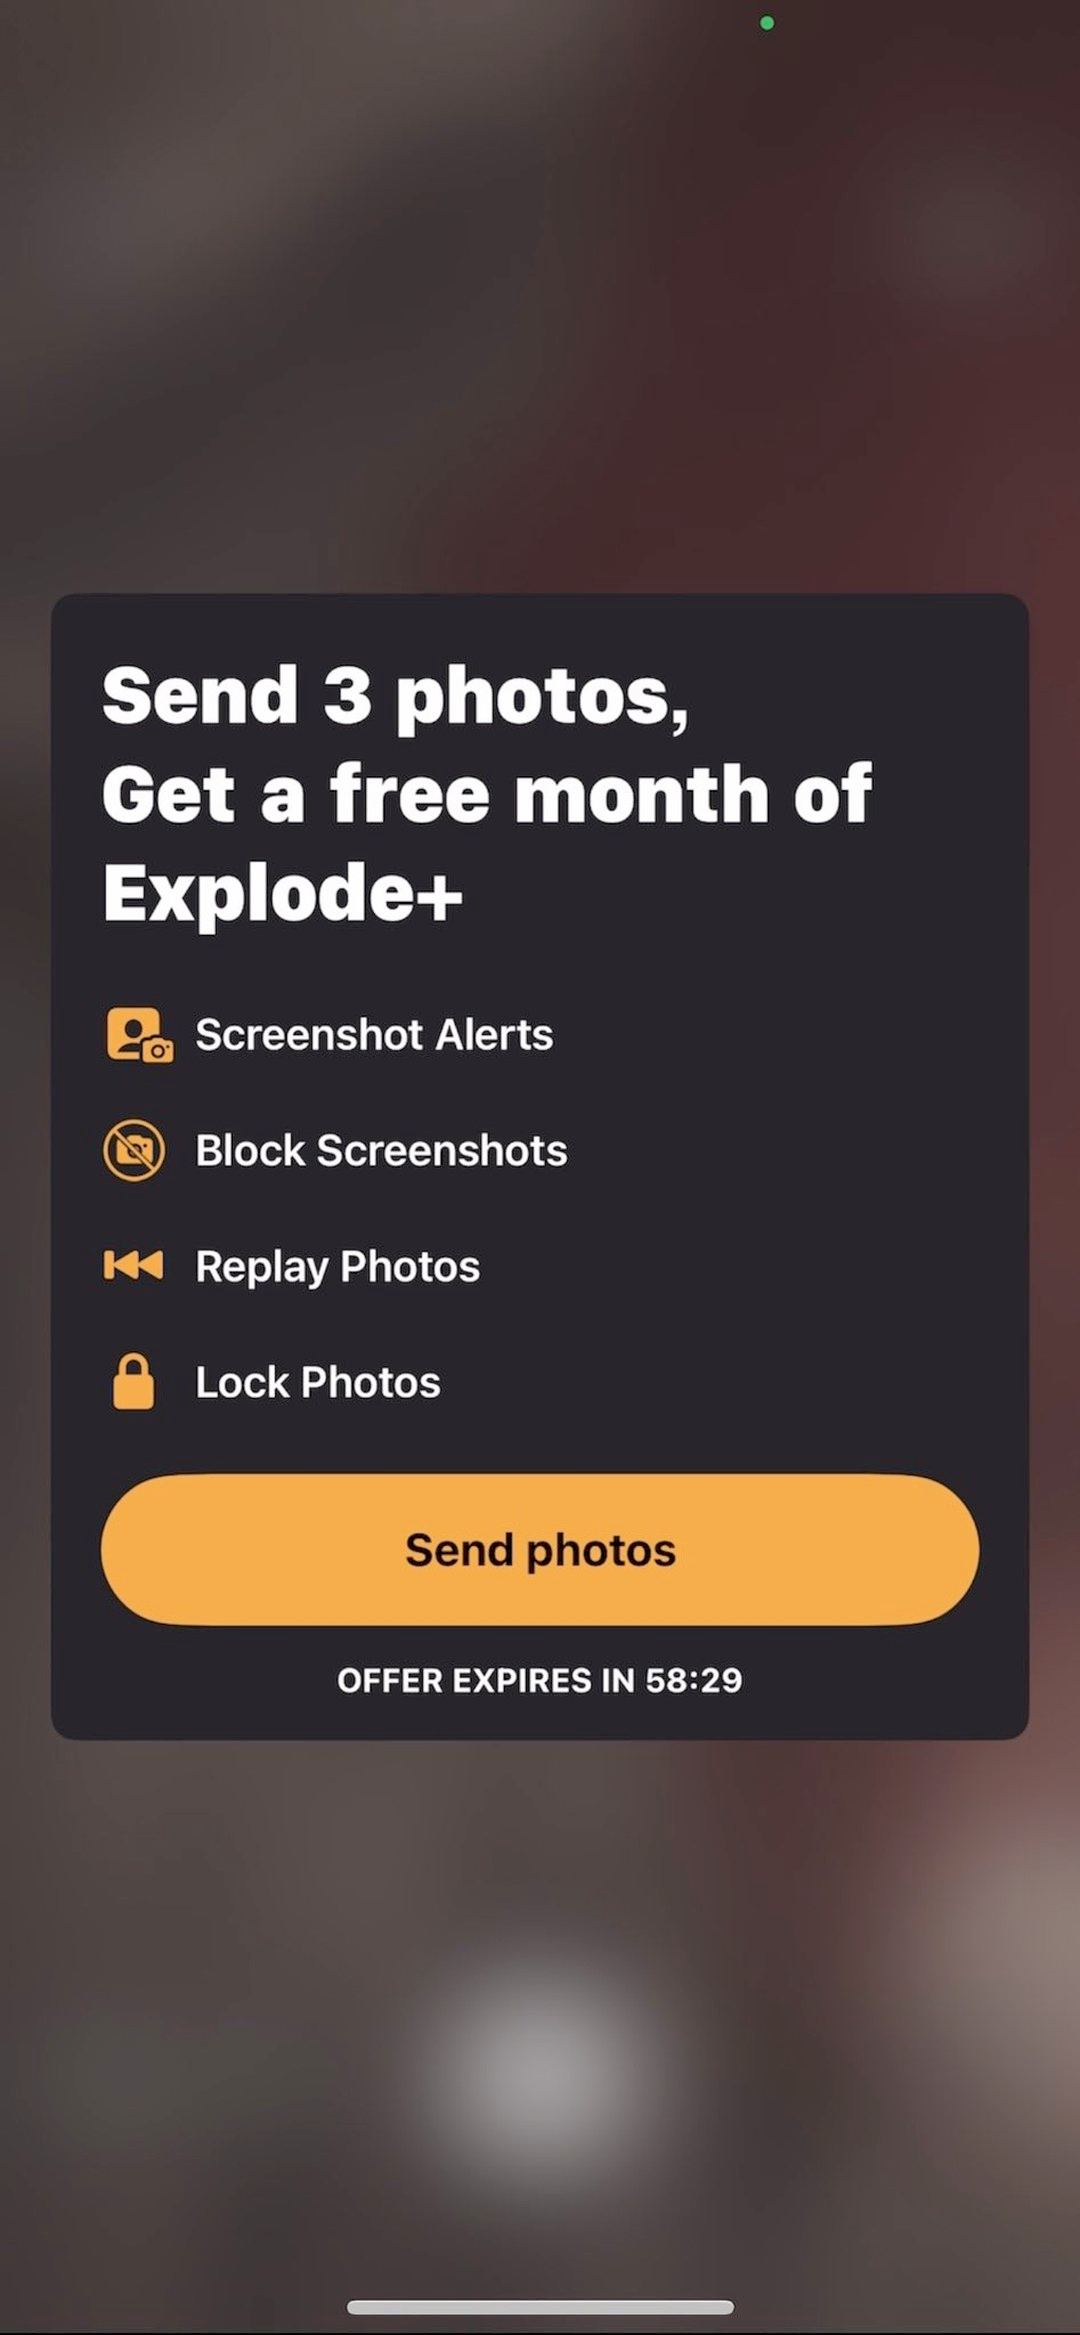 Send 3 photos,
Get a free month of
Explode+
Screenshot Alerts
Block Screenshots
Replay Photos
Lock Photos
Send photos
OFFER EXPIRES IN 58:29